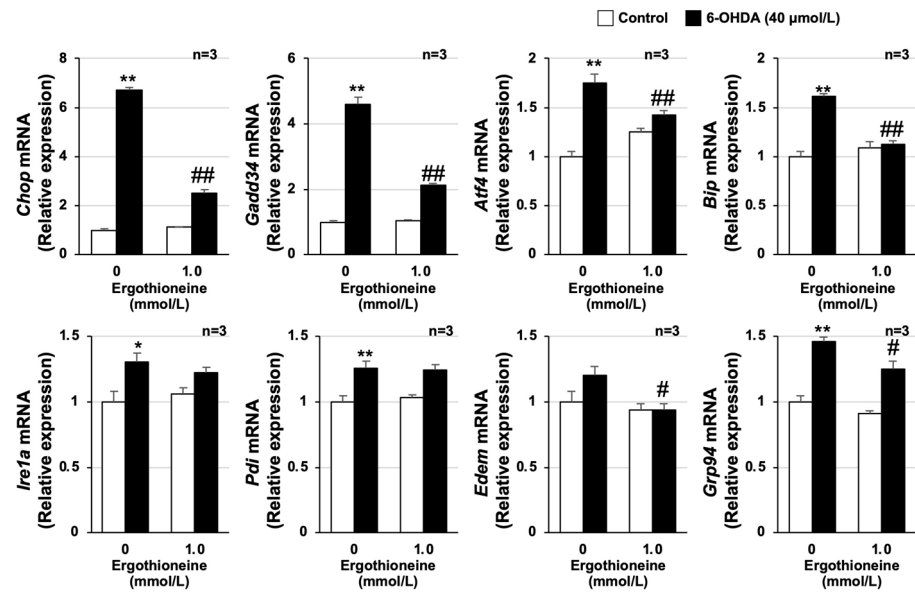 Control 6-OHDA (40 µmol/L)
Chop mRNA
(Relative expression)
8
6
4
2
0
n=3
**
##
0 1.0
Ergothioneine
(mmol/L)
Gadd34 mRNA
(Relative expression)
6
4
2
0
n=3
**
##
0 1.0
Ergothioneine
(mmol/L)
Atf4 mRNA
(Relative expression)
2
1.5
1
0.5
0
n=3
**
##
0 1.0
Ergothioneine
(mmol/L)
Bip mRNA
(Relative expression)
2
1.5
1
0.5
0
n=3
**
##
0 1.0
Ergothioneine
(mmol/L)
Ire1a mRNA
(Relative expression)
1.5
1
0.5
0
n=3
*
0 1.0
Ergothioneine
(mmol/L)
Pdi mRNA
(Relative expression)
1.5
1
0.5
0
n=3
**
0 1.0
Ergothioneine
(mmol/L)
Edem mRNA
(Relative expression)
1.5
1
0.5
0
n=3
#
0 1.0
Ergothioneine
(mmol/L)
Grp94 mRNA
(Relative expression)
1.5
1
0.5
0
n=3
**
#
0 1.0
Ergothioneine
(mmol/L)